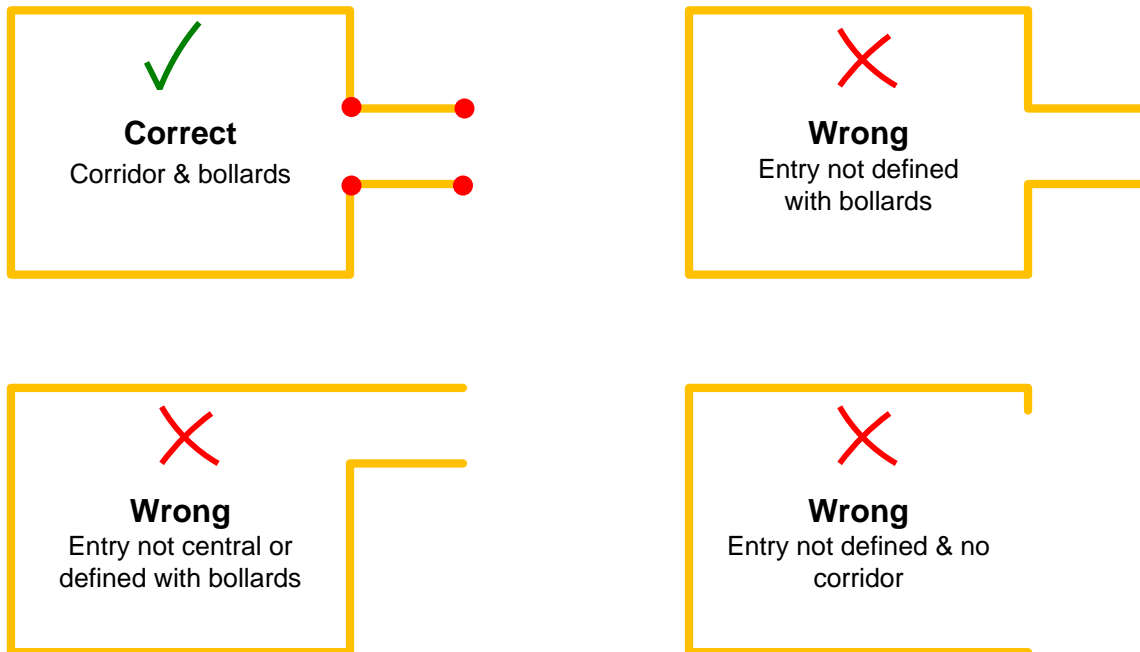 Correct
Corridor & bollards
Wrong
Entry not defined
with bollards
Wrong
Entry not central or
defined with bollards
Wrong
Entry not defined & no
corridor